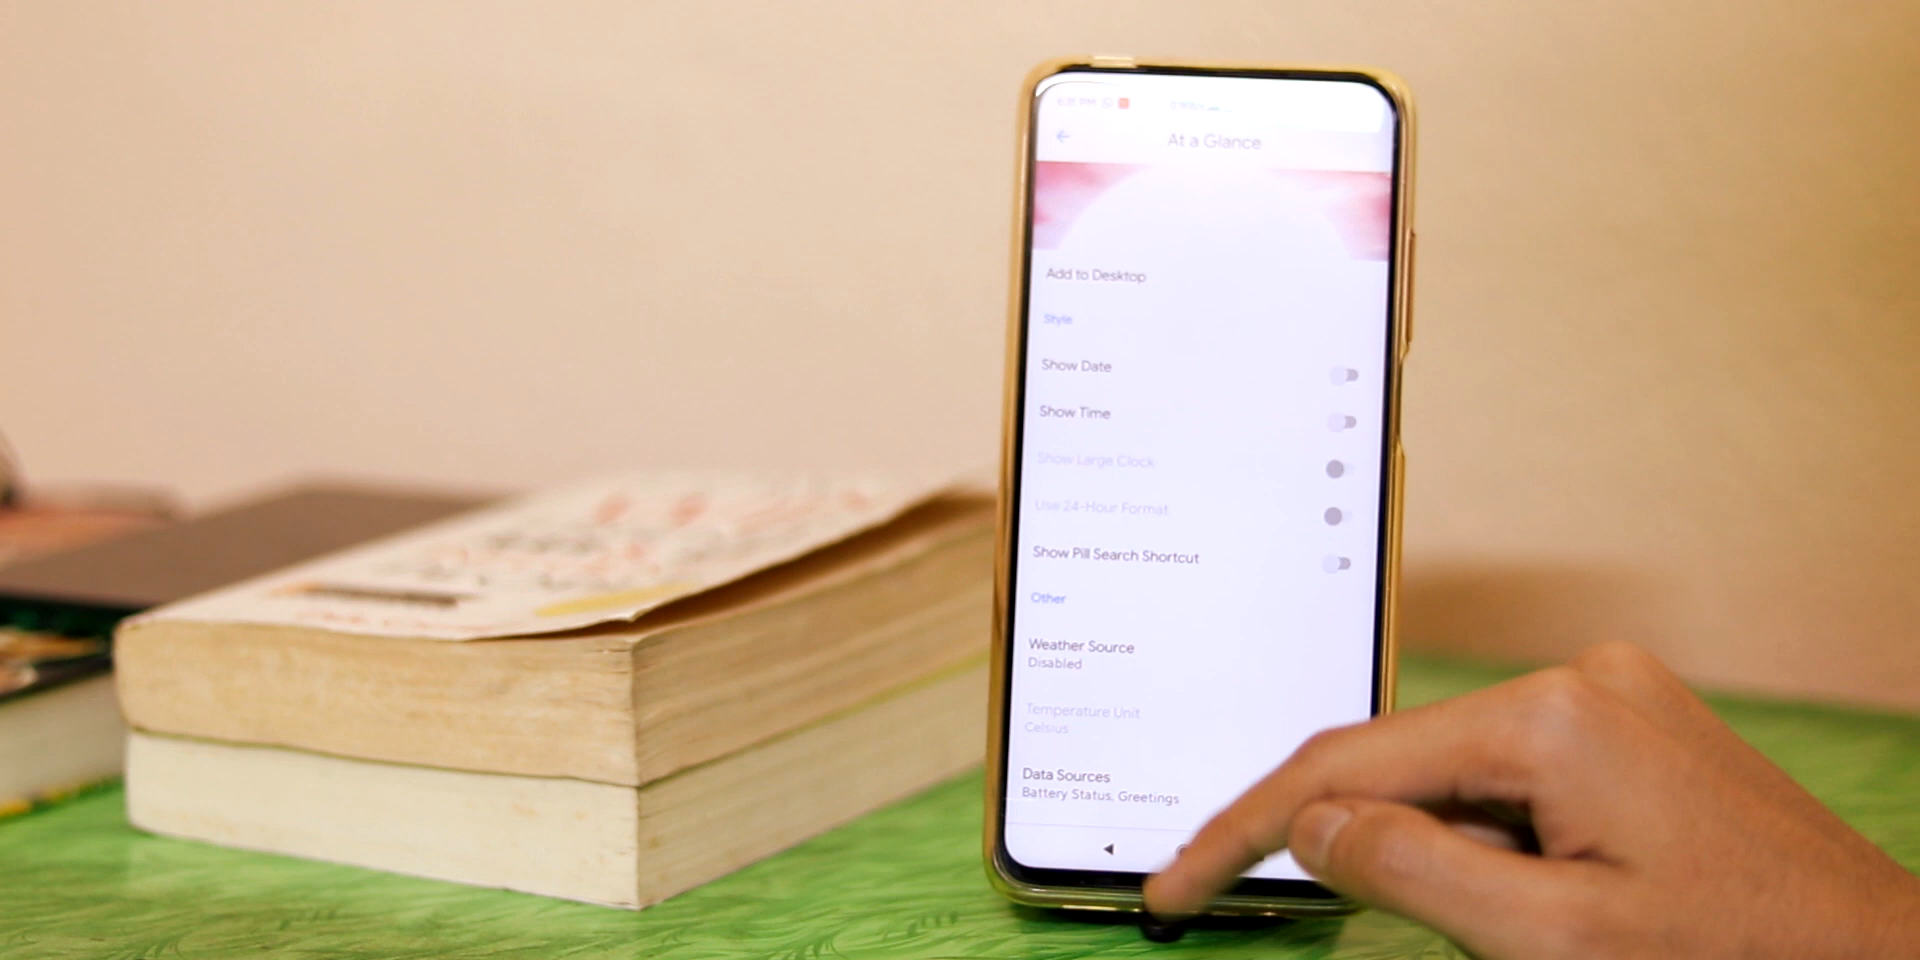 At a Glance
Add to Desktop
Style
Show Date
Show Time
Show Large Clock
Use 24-Hour Format
Show Pill Search Shortcut
Other
Weather Source
Disabled
Temperature Unit
Celsius
Data Sources
Battery Status, Greetings